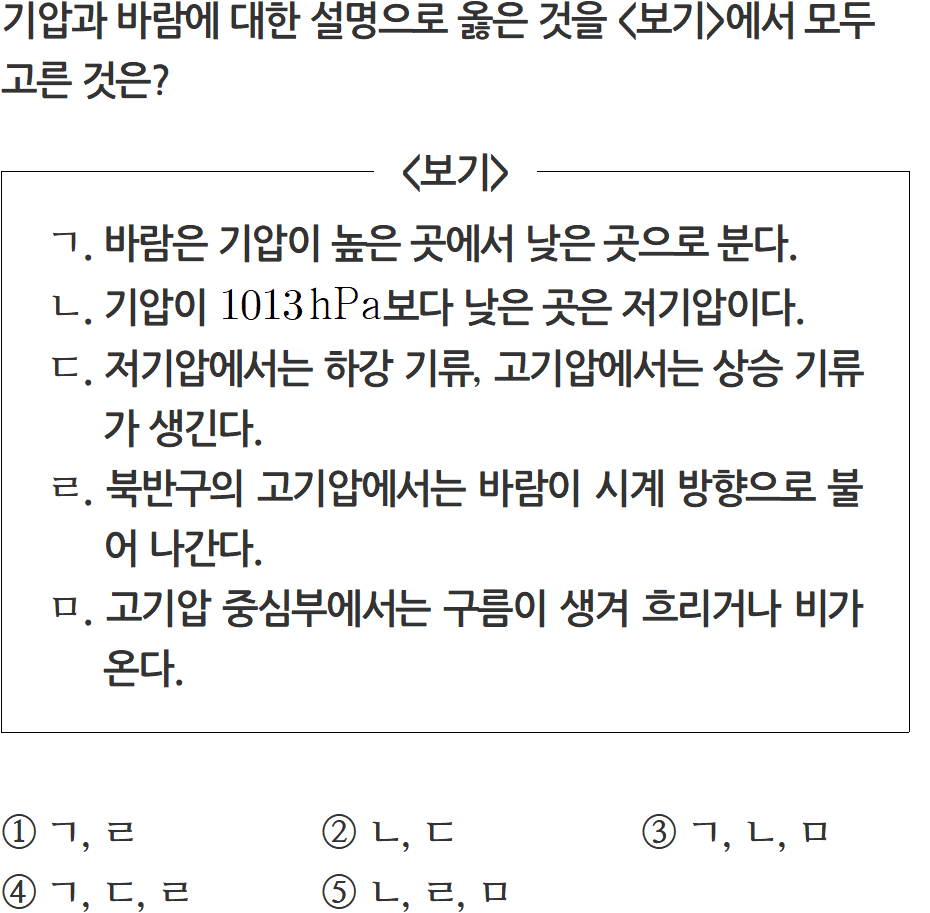 기압과 바람에 대한 설명으로 옳은 것을 <보기>에서 모두
고른 것은?
<보기>
ㄱ. 바람은 기압이 높은 곳에서 낮은 곳으로 분다.
ㄴ. 기압이 1013hPa보다 낮은 곳은 저기압이다.
ㄷ. 저기압에서는 하강 기류, 고기압에서는 상승 기류
가 생긴다.
ㄹ. 북반구의 고기압에서는 바람이 시계 방향으로 불
어 나간다.
ㅁ. 고기압 중심부에서는 구름이 생겨 흐리거나 비가
온다.
① ㄱ, ㄹ ② ㄴ, ㄷ ③ ㄱ, ㄴ, ㅁ
④ ㄱ, ㄷ, ㄹ ⑤ ㄴ, ㄹ, ㅁ